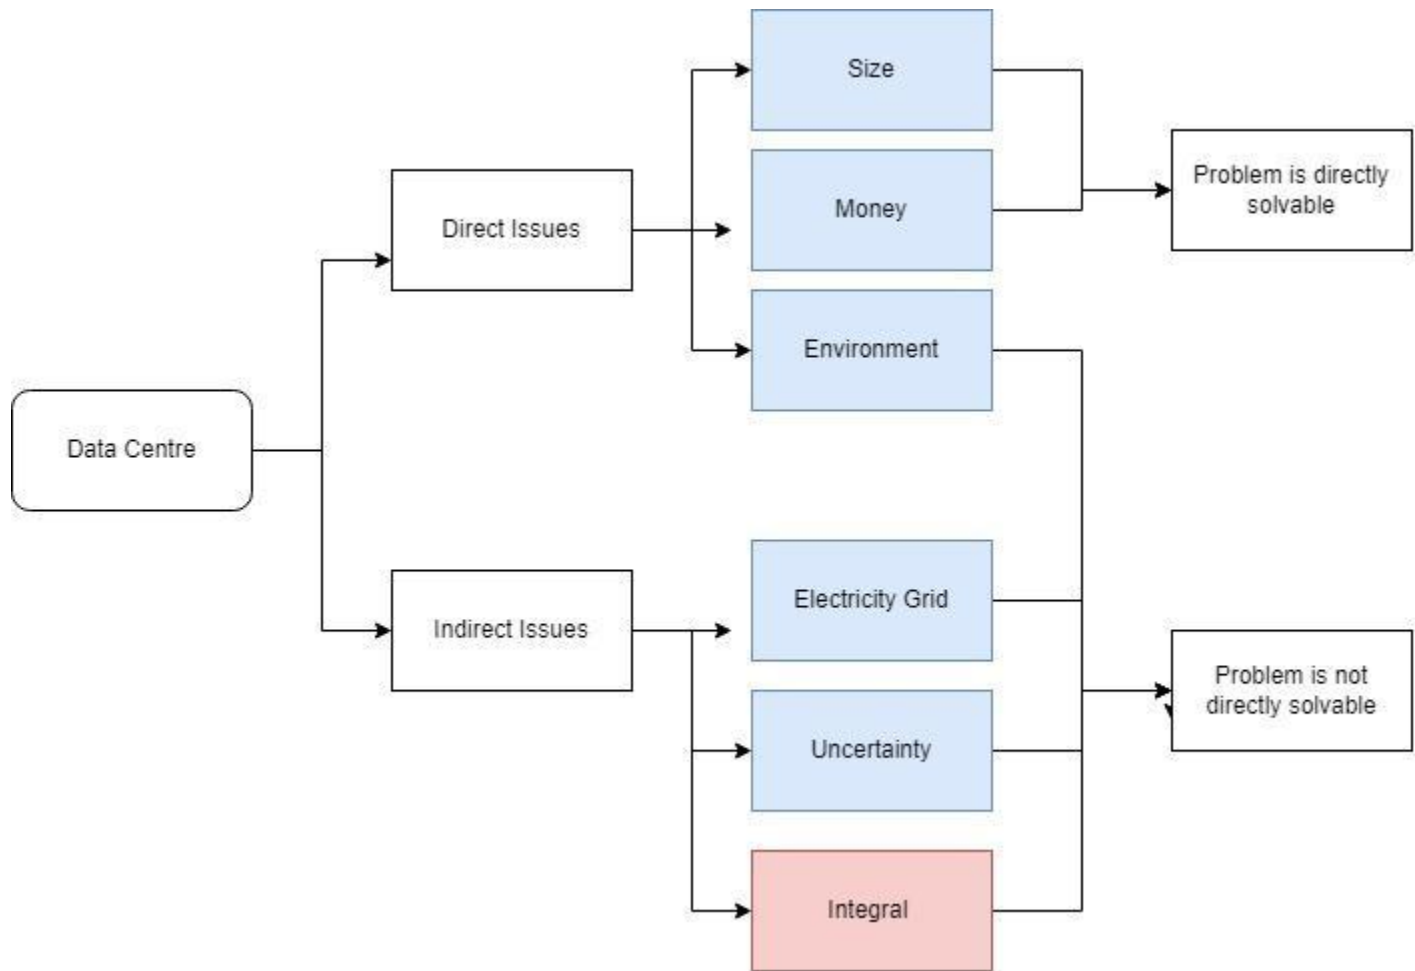 Size
Problem is directly
solvable
Money
Direct Issues
Environment
Data Centre
Electricity Grid
Indirect Issues
Problem is not
directly solvable
Uncertainty
Integral